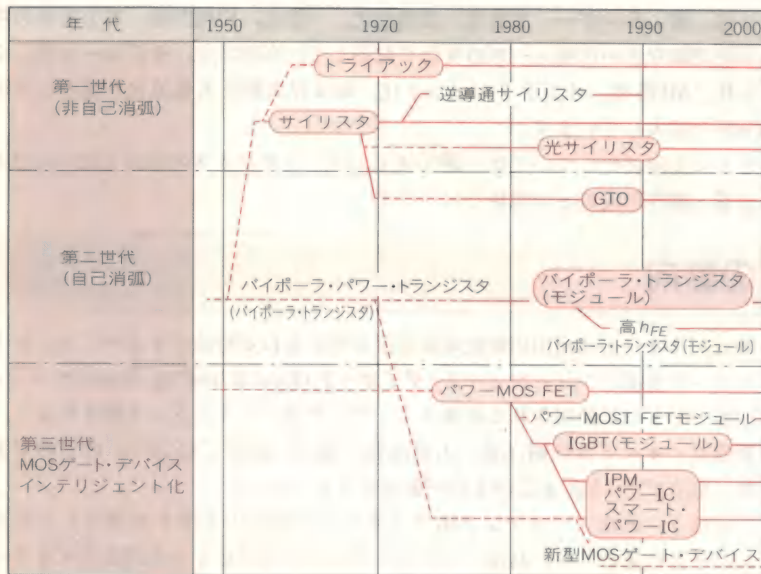 年 代
1950
1970
1980
1990
2000
第一世代
(非自己消弧)
トライアック
逆導通サイリスタ
サイリスタ
光サイリスタ
GTO
第二世代
(自己消弧)
バイポーラ・パワー・トランジスタ
(バイポーラ・トランジスタ)
バイポーラ・トランジスタ
(モジュール)
高hFE
バイポーラ・トランジスタ(モジュール)
第三世代
MOSゲート・デバイス
インテリジェント化
パワーMOS FET
パワーMOST FETモジュール
IGBT(モジュール)
IPM,
パワーIC
スマート・
パワーIC
新型MOSゲート・デバイス